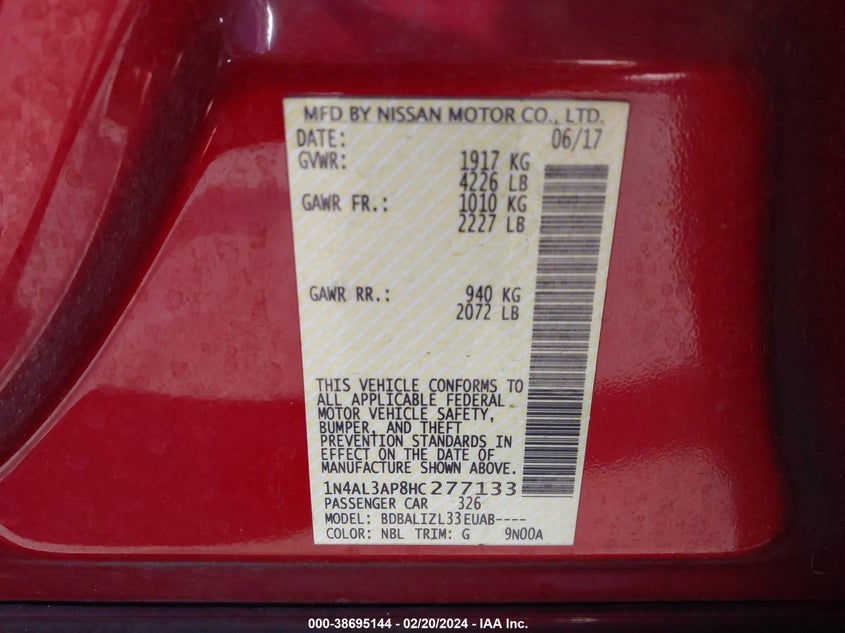 MFD BY NISSAN MOTOR CO., LTD.
DATE: 06/17
GVWR: 1917 KG
4226 LB
GAWR FR.: 1010 KG
2227 LB
GAWR RR.: 940 KG
2072 LB
THIS VEHICLE CONFORMS TO
ALL APPLICABLE FEDERAL
MOTOR VEHICLE SAFETY,
BUMPER, AND THEFT
PREVENTION STANDARDS IN
EFFECT ON THE DATE OF
MANUFACTURE SHOWN ABOVE.
1N4AL3AP8HC277133
PASSENGER CAR 326
MODEL: BDBALIZL33EUAB----
COLOR: NBL TRIM: G 9N00A
000-38695144 - 02/20/2024 - IAA Inc.